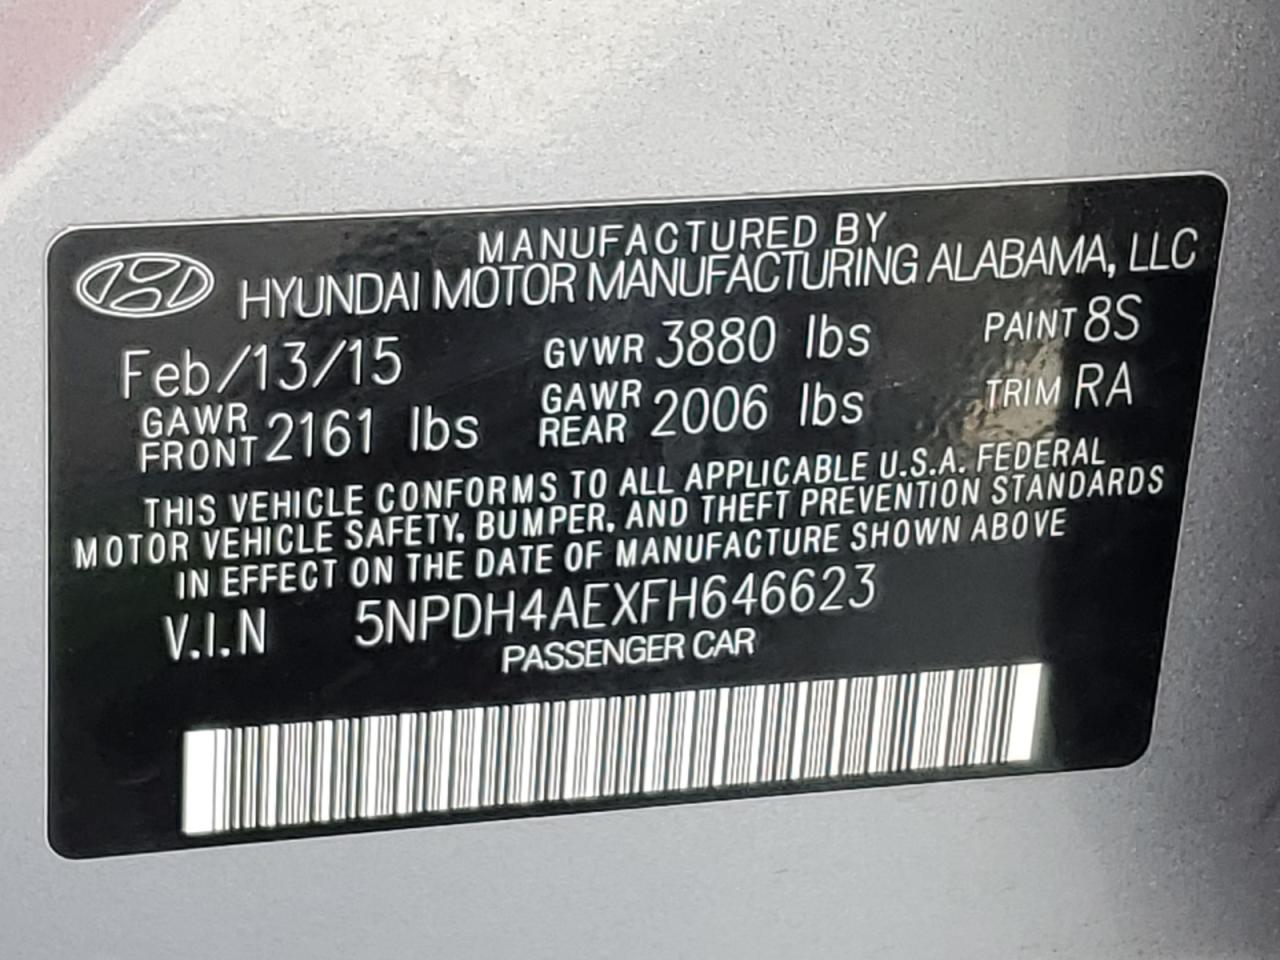 MANUFACTURED BY
HYUNDAI MOTOR MANUFACTURING ALABAMA, LLC
Feb/13/15 GVWR 3880 lbs PAINT 8S
GAWR FRONT 2161 lbs GAWR REAR 2006 lbs TRIM RA
THIS VEHICLE CONFORMS TO ALL APPLICABLE U.S.A. FEDERAL
MOTOR VEHICLE SAFETY, BUMPER, AND THEFT PREVENTION STANDARDS
IN EFFECT ON THE DATE OF MANUFACTURE SHOWN ABOVE
V.I.N 5NPDH4AEXFH646623
PASSENGER CAR